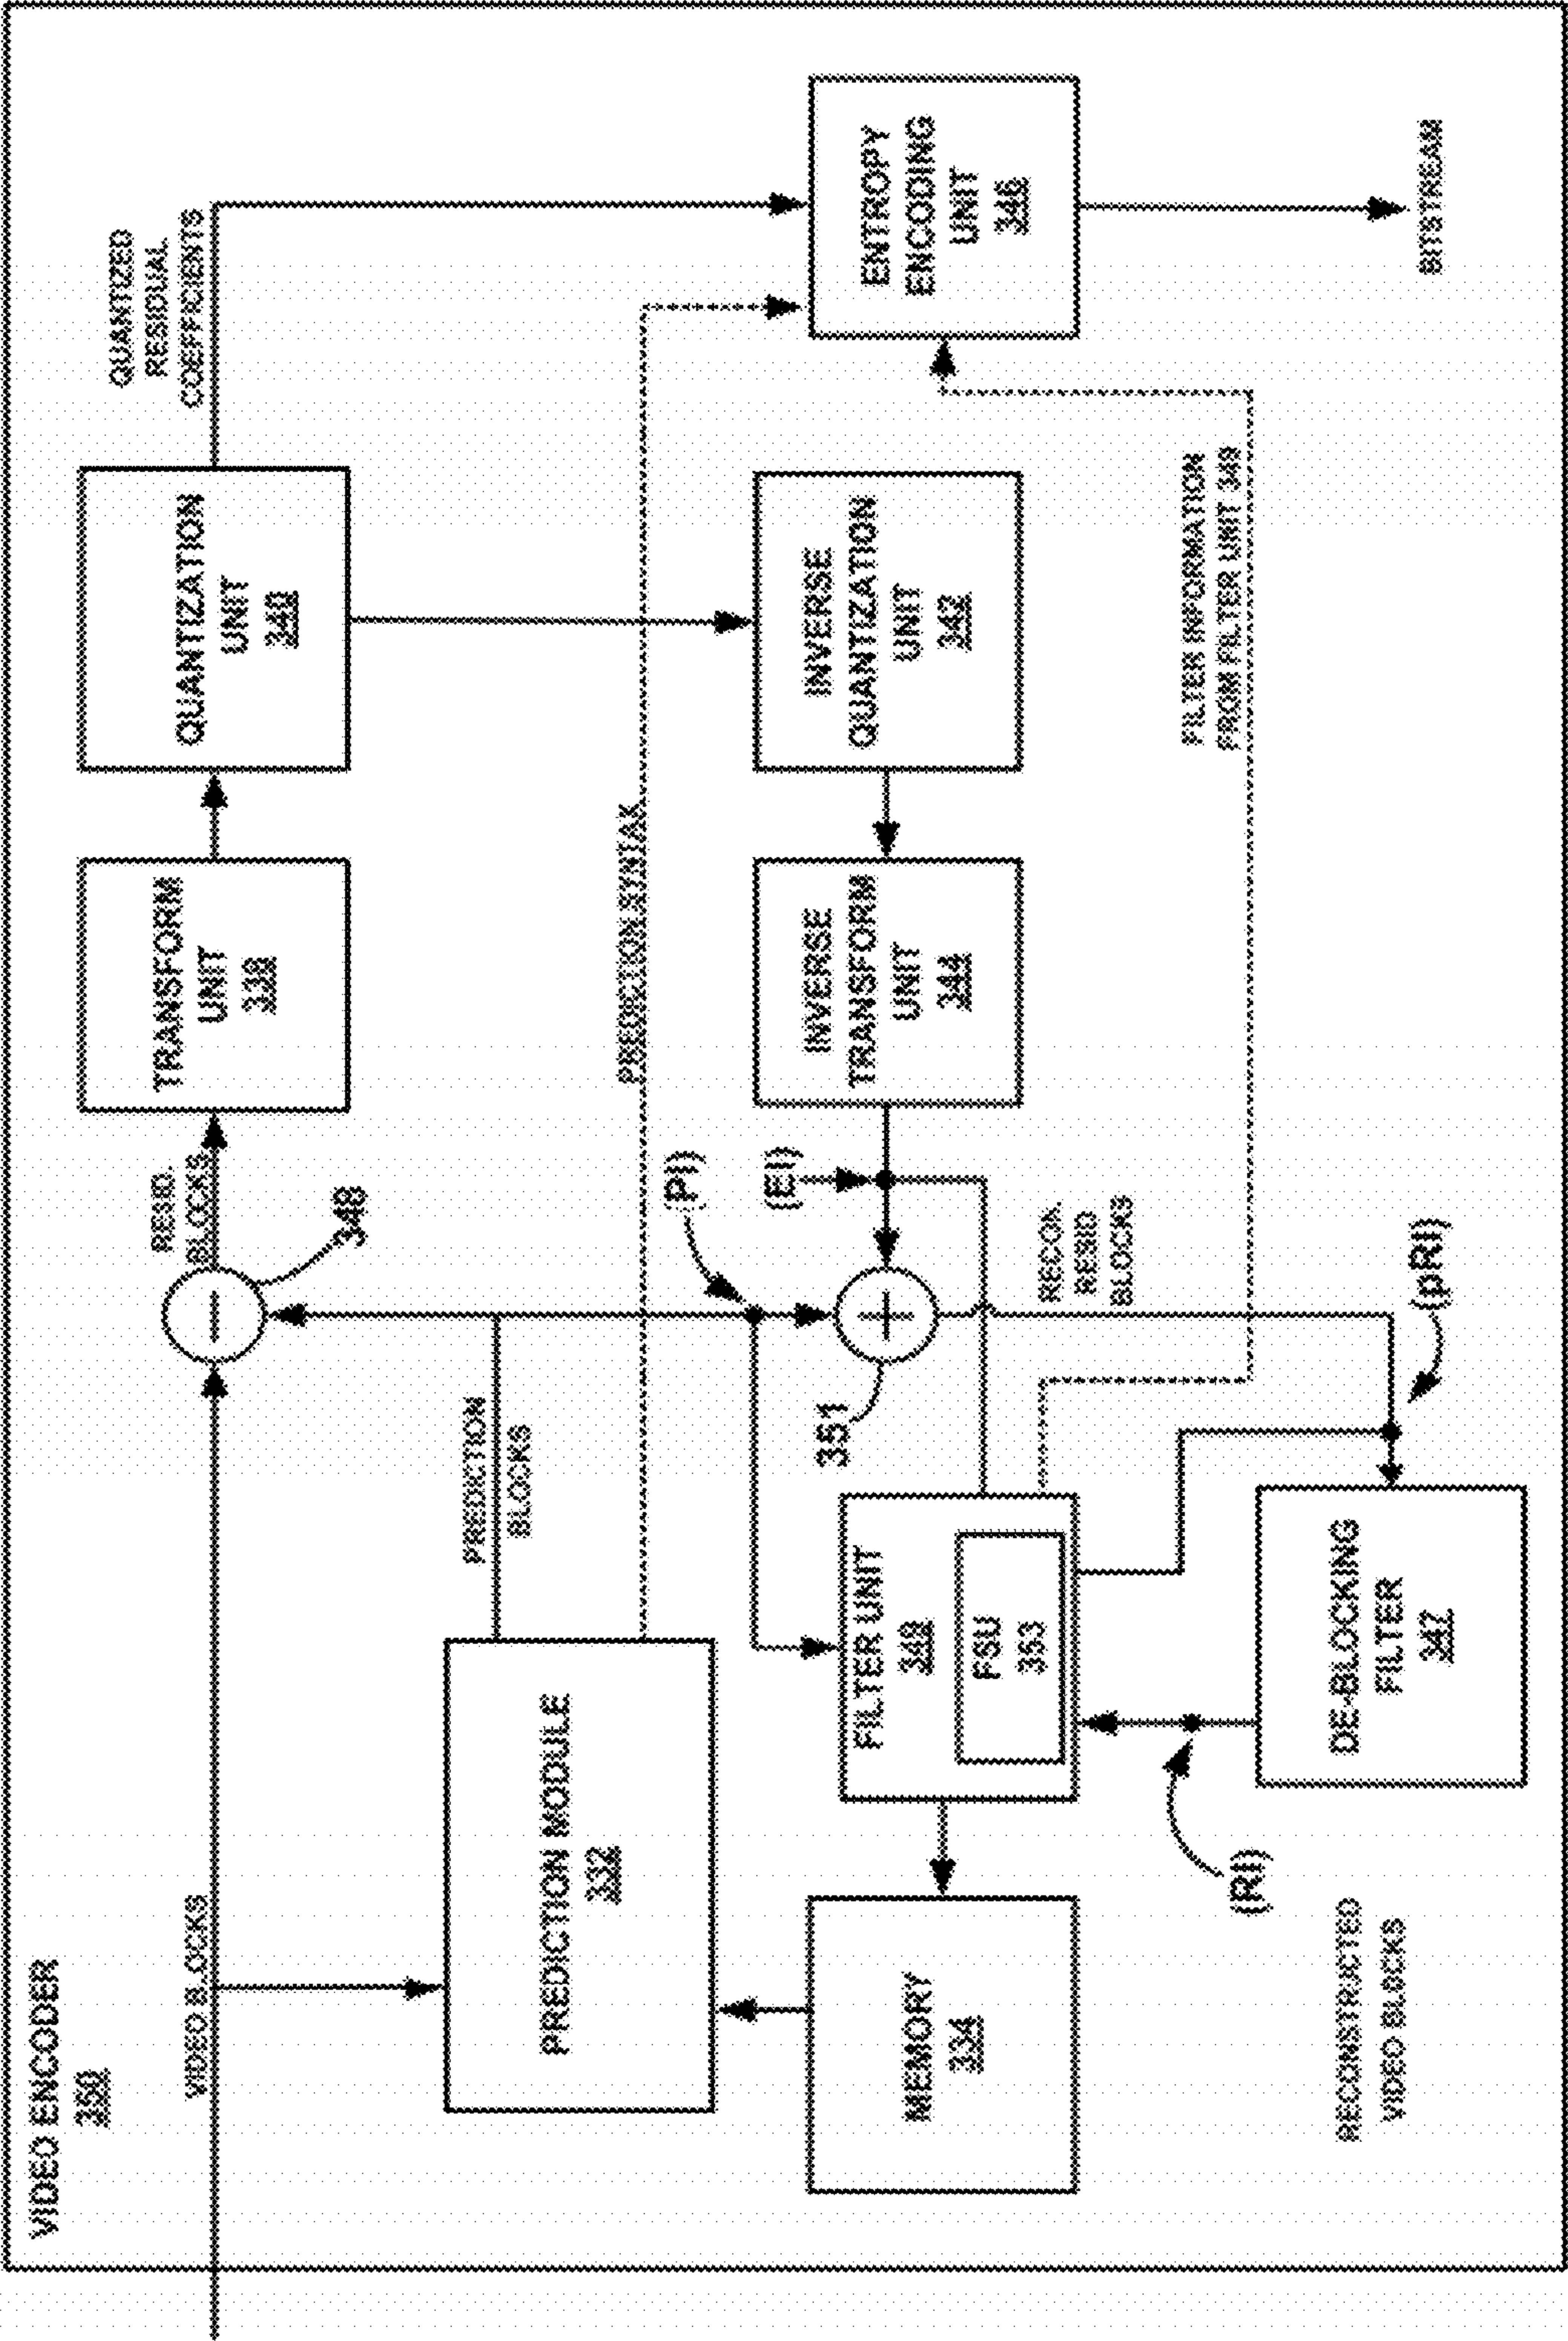 VIDEO ENCODER
350
VIDEO BLOCKS
RESID.
BLOCKS
348
TRANSFORM
UNIT
338
QUANTIZATION
UNIT
340
QUANTIZED
RESIDUAL
COEFFICIENTS
PREDICTION
BLOCKS
PREDICTION MODULE
332
PREDICTION SYNTAX
(PI)
(EI)
351
INVERSE
TRANSFORM
UNIT
344
INVERSE
QUANTIZATION
UNIT
342
ENTROPY
ENCODING
UNIT
346
MEMORY
334
FILTER UNIT
349
FSU
353
RECON.
RESID
BLOCKS
FILTER INFORMATION
FROM FILTER UNIT 349
(RI)
RECONSTRUCTED
VIDEO BLOCKS
DE-BLOCKING
FILTER
347
(pRI)
BITSTREAM